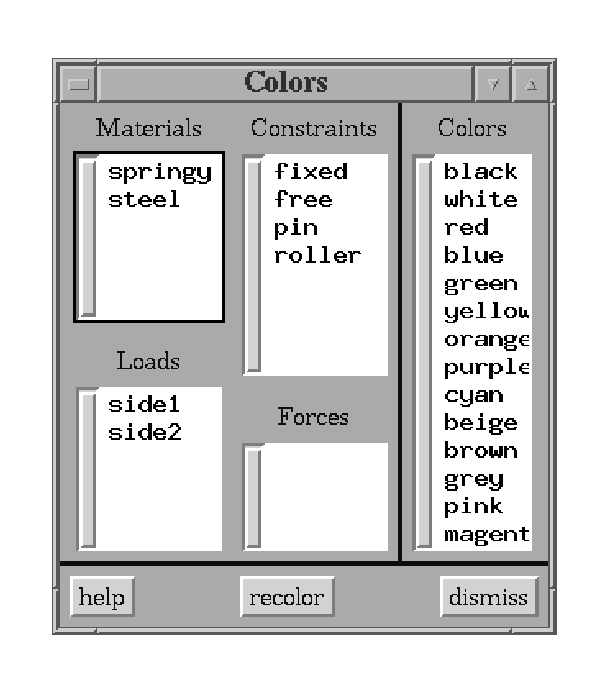 Colors
Materials
springy
steel
Loads
side1
side2
Constraints
fixed
free
pin
roller
Forces
Colors
black
white
red
blue
green
yellow
orange
purple
cyan
beige
brown
grey
pink
magent
help
recolor
dismiss